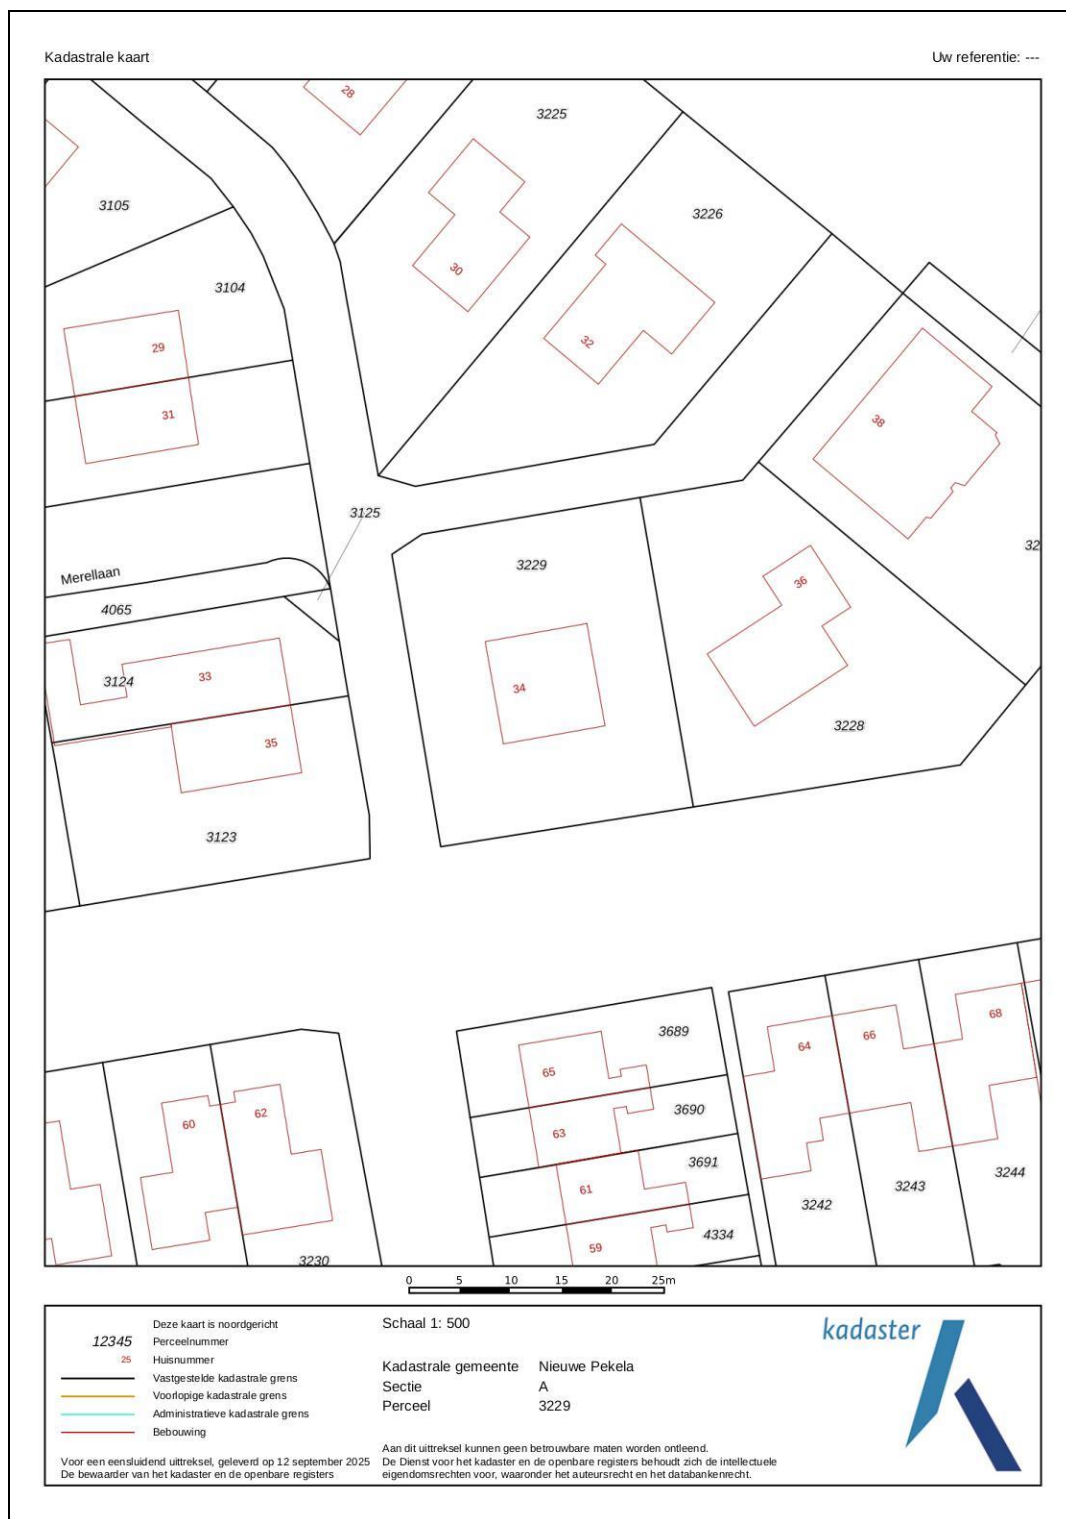 Kadastrale kaart
Uw referentie: ---
28
3225
3105
3226
30
3104
32
29
31
38
3125
3229
32
Merellaan
36
4065
3124
33
34
35
3228
3123
3689
68
66
64
65
3690
60
62
63
3691
61
3244
3243
3242
4334
59
3230
0 5 10 15 20 25m
Deze kaart is noordgericht
12345 Perceelnummer
25 Huisnummer
Vastgestelde kadastrale grens
Voorlopige kadastrale grens
Administratieve kadastrale grens
Bebouwing
Voor een eensluidend uittreksel, geleverd op 12 september 2025
De bewaarder van het kadaster en de openbare registers
Schaal 1: 500
Kadastrale gemeente Nieuwe Pekela
Sectie A
Perceel 3229
Aan dit uittreksel kunnen geen betrouwbare maten worden ontleend.
De Dienst voor het kadaster en de openbare registers behoudt zich de intellectuele
eigendomsrechten voor, waaronder het auteursrecht en het databankenrecht.
kadaster